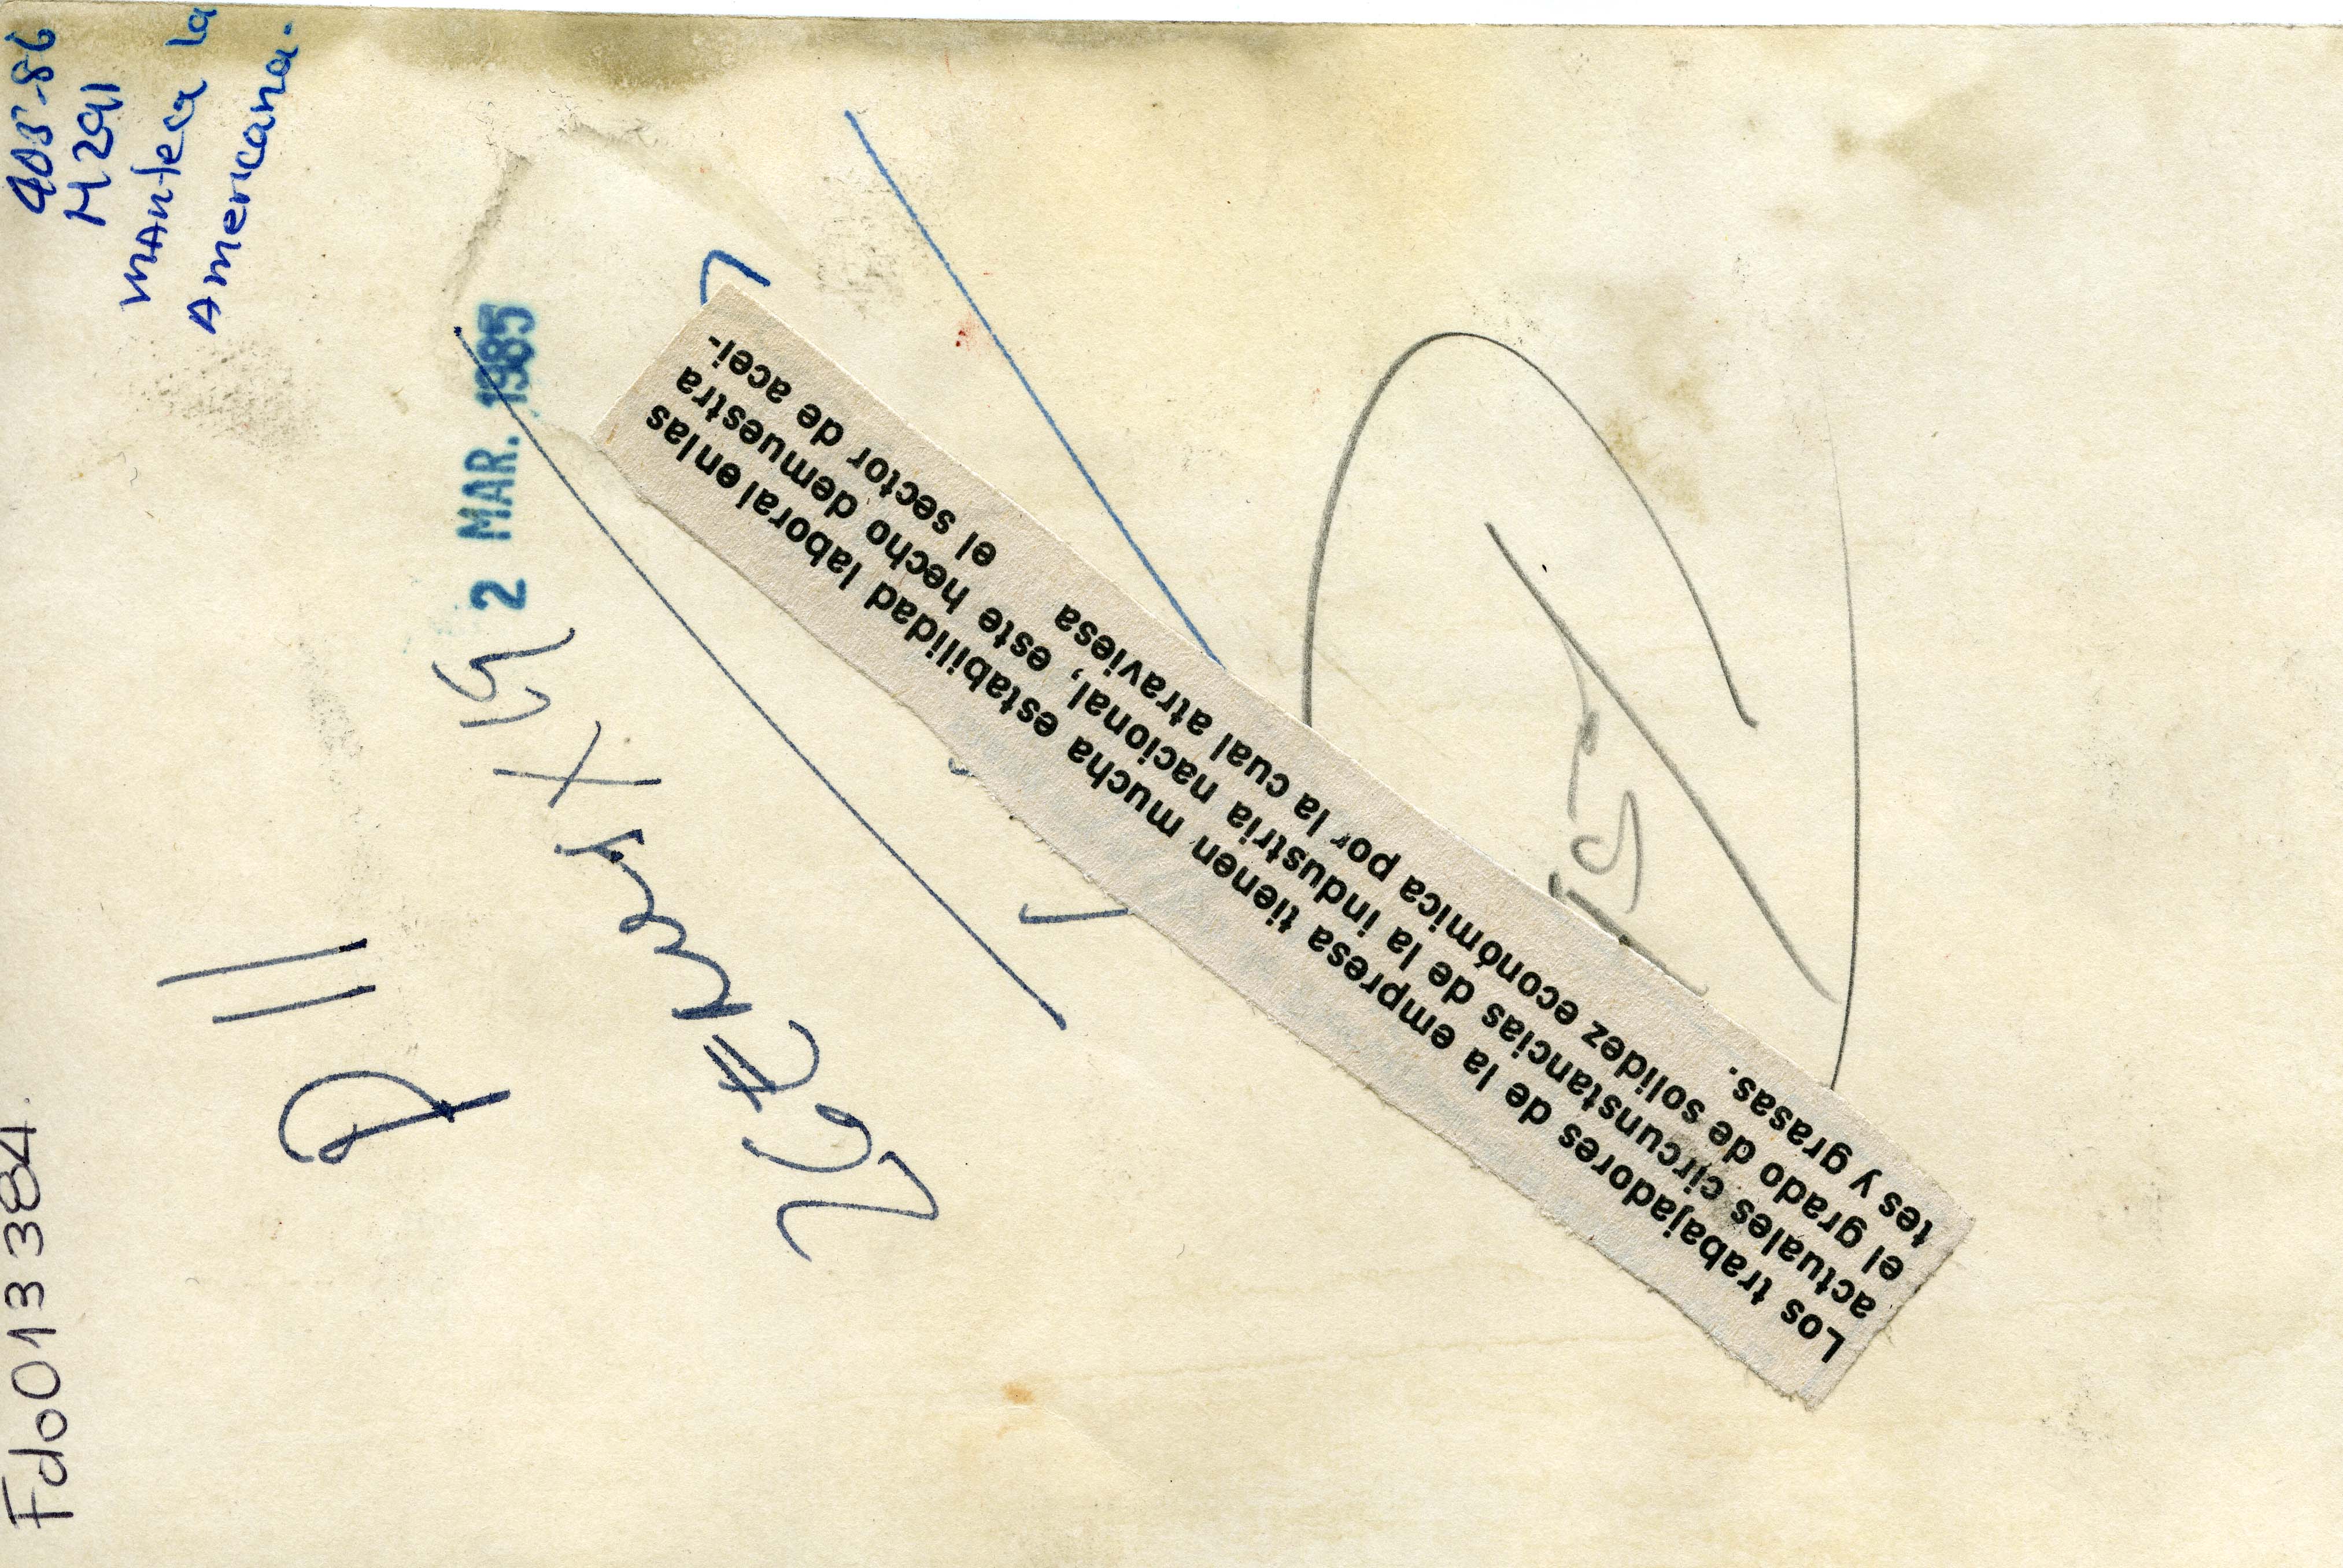 405-86
M291
Manteca la
Americana.
2 MAR. 1985
Los trabajadores de la empresa tienen mucha estabilidad laboral en las
actuales circunstancias de la industria nacional, este hecho demuestra
el grado de solidez económica por la cual atraviesa el sector de acei-
tes y grasas.
Fdo013384.